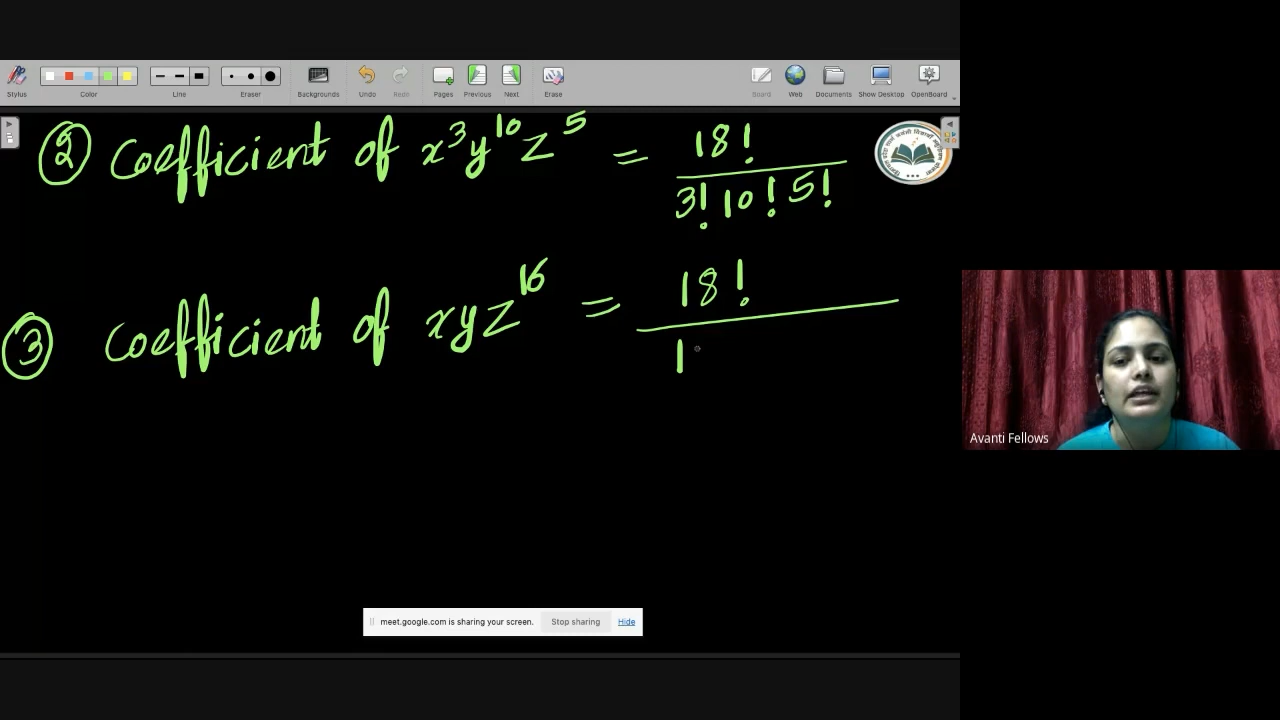 Stylus Color Line Eraser Backgrounds Undo Redo Pages Previous Next Erase Board Web Documents Show Desktop OpenBoard
② Coefficient of x³y¹⁰z⁵ = 18! / 3! 10! 5!
③ Coefficient of xyz¹⁶ = 18! / 1
Avanti Fellows
meet.google.com is sharing your screen. Stop sharing Hide